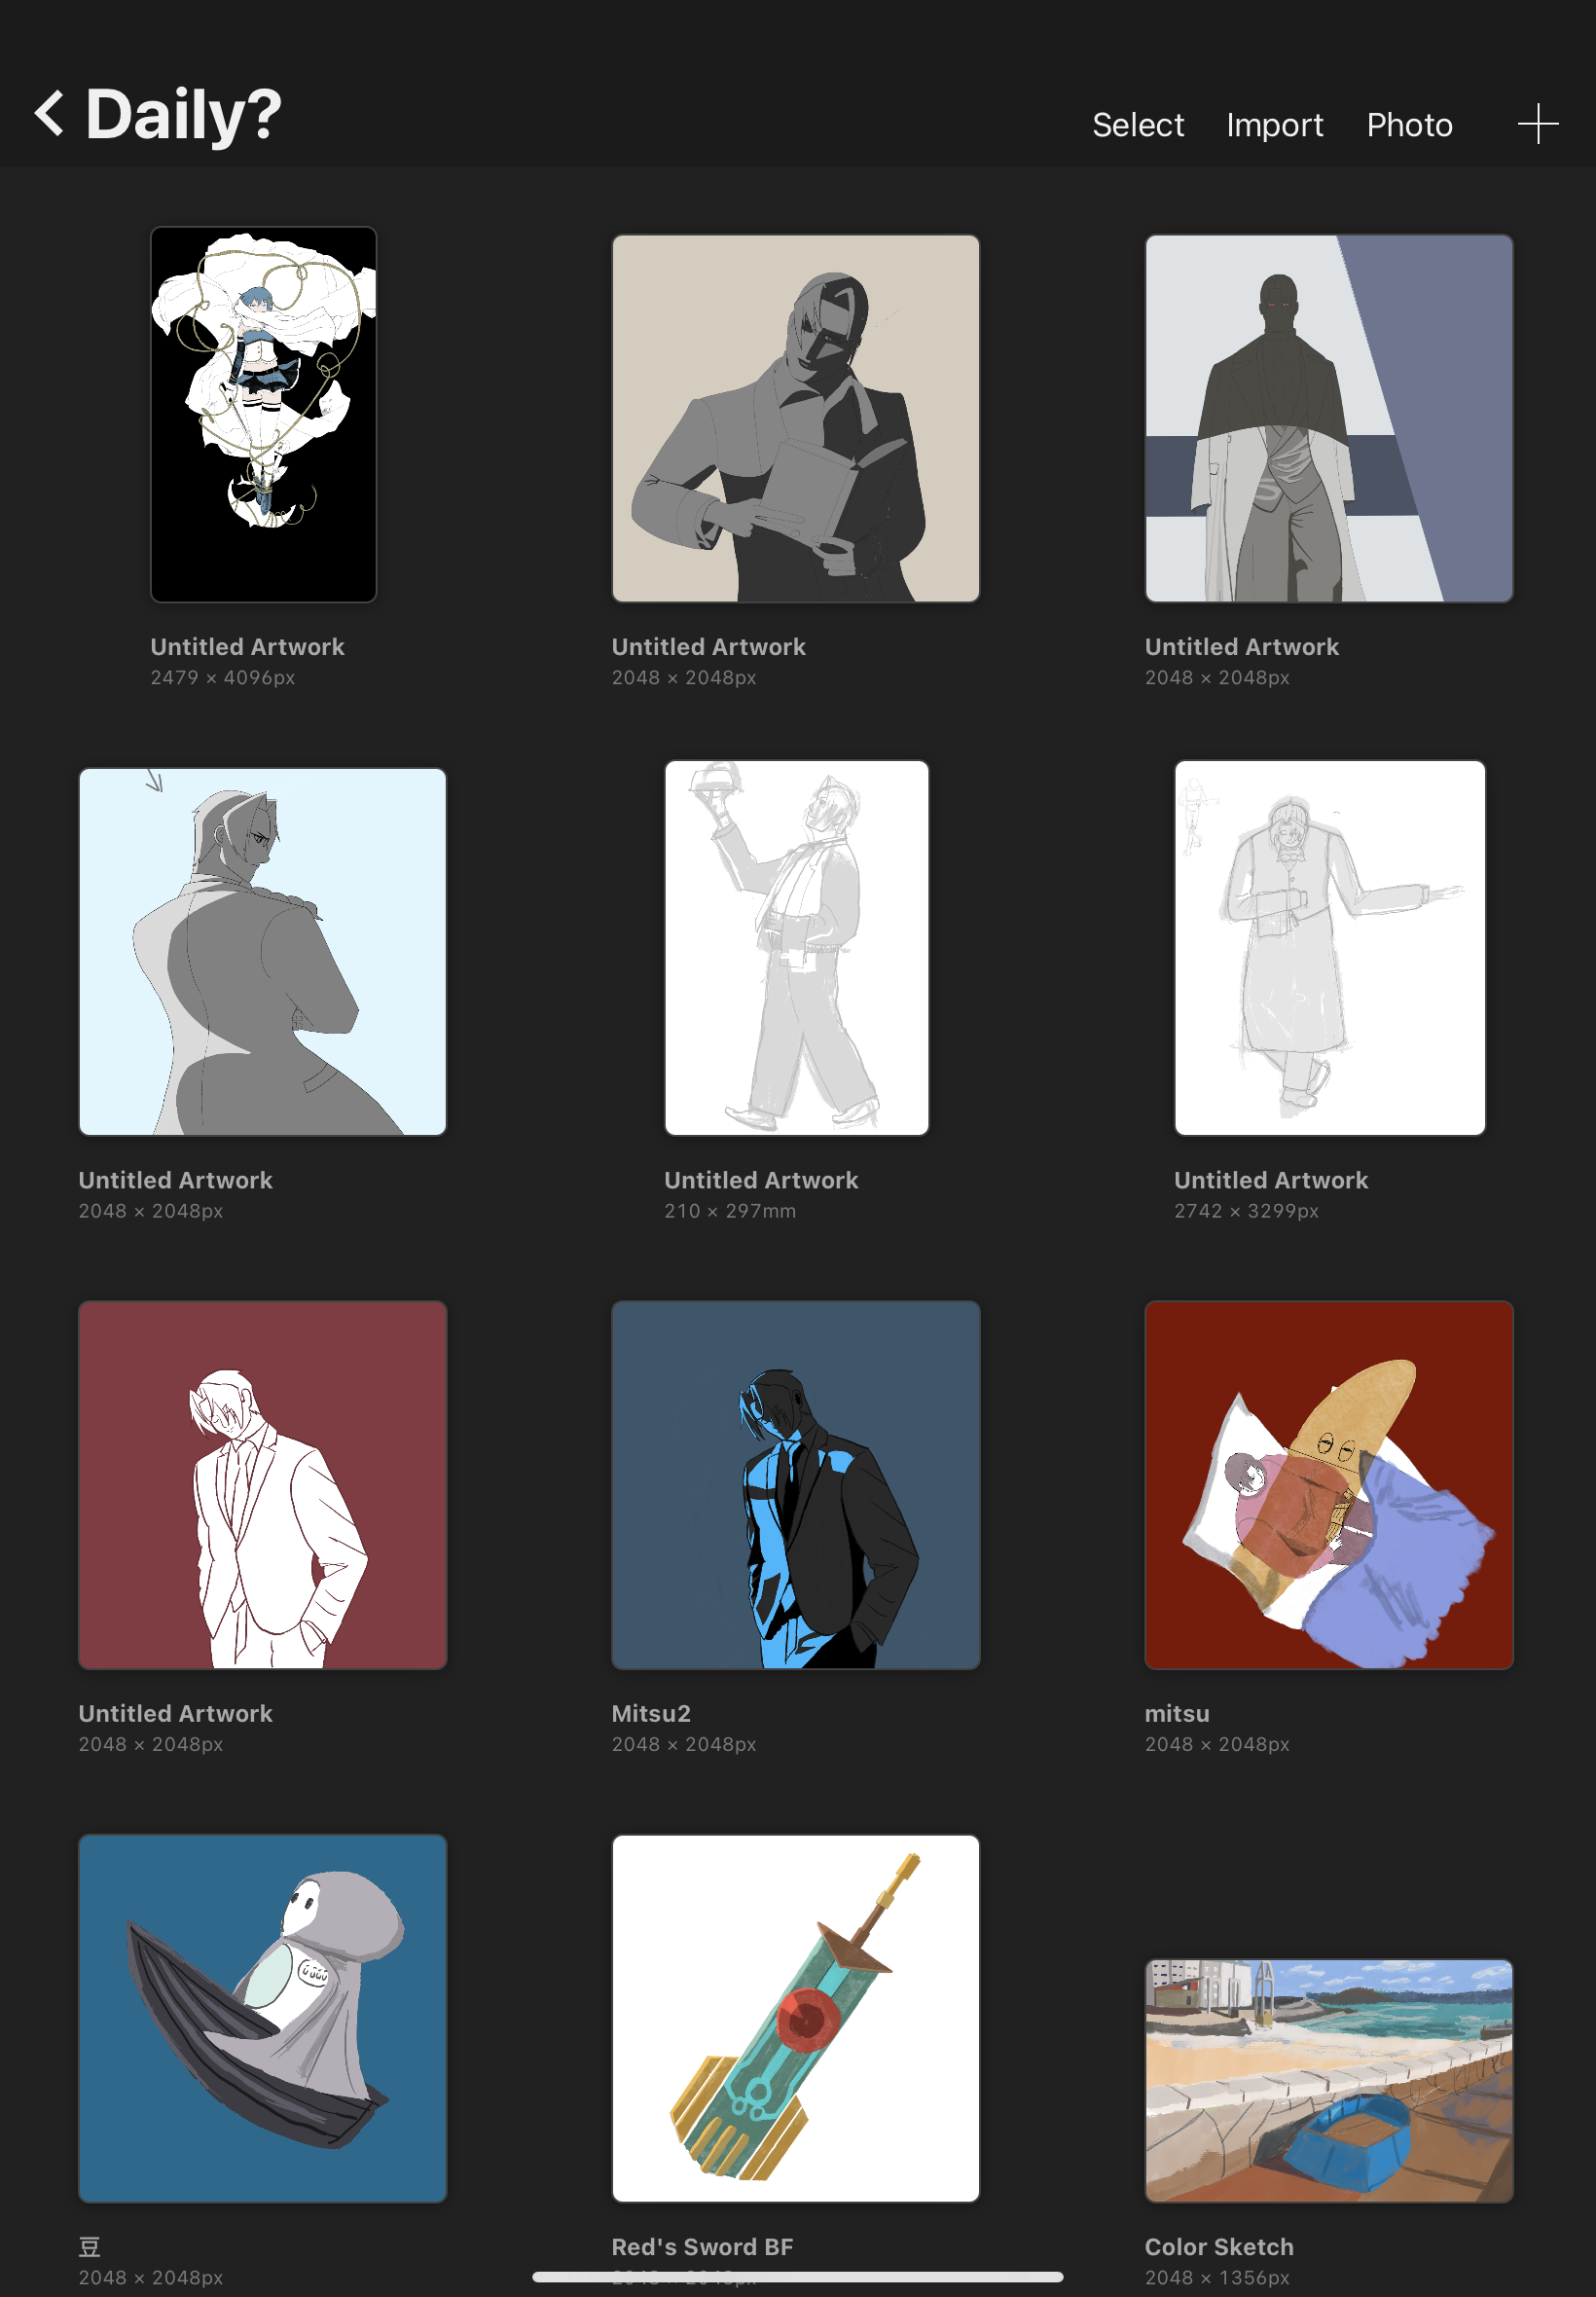 Daily?
Select Import Photo
Untitled Artwork
2479 × 4096px
Untitled Artwork
2048 × 2048px
Untitled Artwork
2048 × 2048px
Untitled Artwork
2048 × 2048px
Untitled Artwork
210 × 297mm
Untitled Artwork
2742 × 3299px
Untitled Artwork
2048 × 2048px
Mitsu2
2048 × 2048px
mitsu
2048 × 2048px
豆
2048 × 2048px
Red's Sword BF
2048 × 2048px
Color Sketch
2048 × 1356px